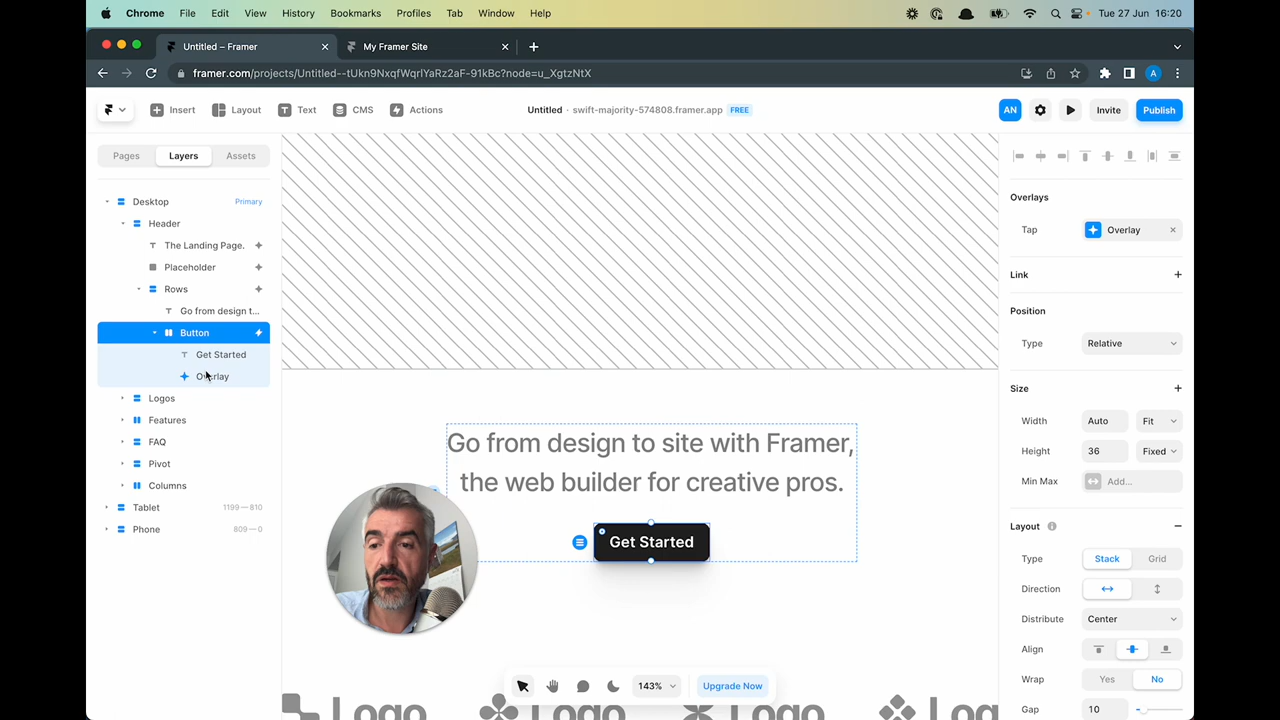 Chrome File Edit View History Bookmarks Profiles Tab Window Help Tue 27 Jun 16:20
Untitled – Framer My Framer Site
framer.com/projects/Untitled--tUkn9NxqfWqrIYaRz2aF-91kBc?node=u_XgtzNtX A
Insert Layout Text CMS Actions Untitled · swift-majority-574808.framer.app FREE AN Invite Publish
Pages Layers Assets
Desktop Primary
Header
The Landing Page.
Placeholder
Rows
Go from design t...
Button
Get Started
Overlay
Logos
Features
FAQ
Pivot
Columns
Tablet 1199 — 810
Phone 809 — 0
Go from design to site with Framer,
the web builder for creative pros.
Get Started
Logo Logo Logo Log
143% Upgrade Now
Overlays
Tap Overlay
Link
Position
Type Relative
Size
Width Auto Fit
Height 36 Fixed
Min Max Add...
Layout
Type Stack Grid
Direction
Distribute Center
Align
Wrap Yes No
Gap 10